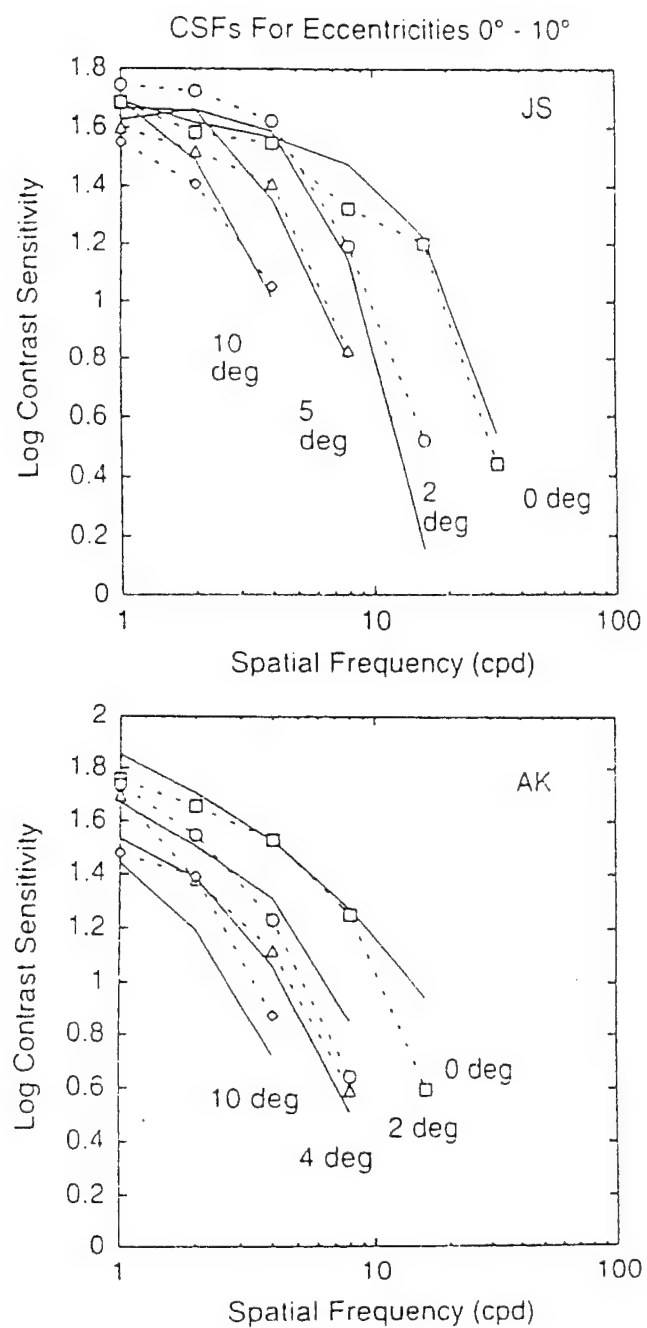 CSFs For Eccentricities 0° - 10°
1.8
1.6
1.4
1.2
1
0.8
0.6
0.4
0.2
0
Log Contrast Sensitivity
JS
10
deg
5
deg
2
deg
0 deg
1
10
100
Spatial Frequency (cpd)
2
1.8
1.6
1.4
1.2
1
0.8
0.6
0.4
0.2
0
Log Contrast Sensitivity
AK
0 deg
10 deg
2 deg
4 deg
1
10
100
Spatial Frequency (cpd)